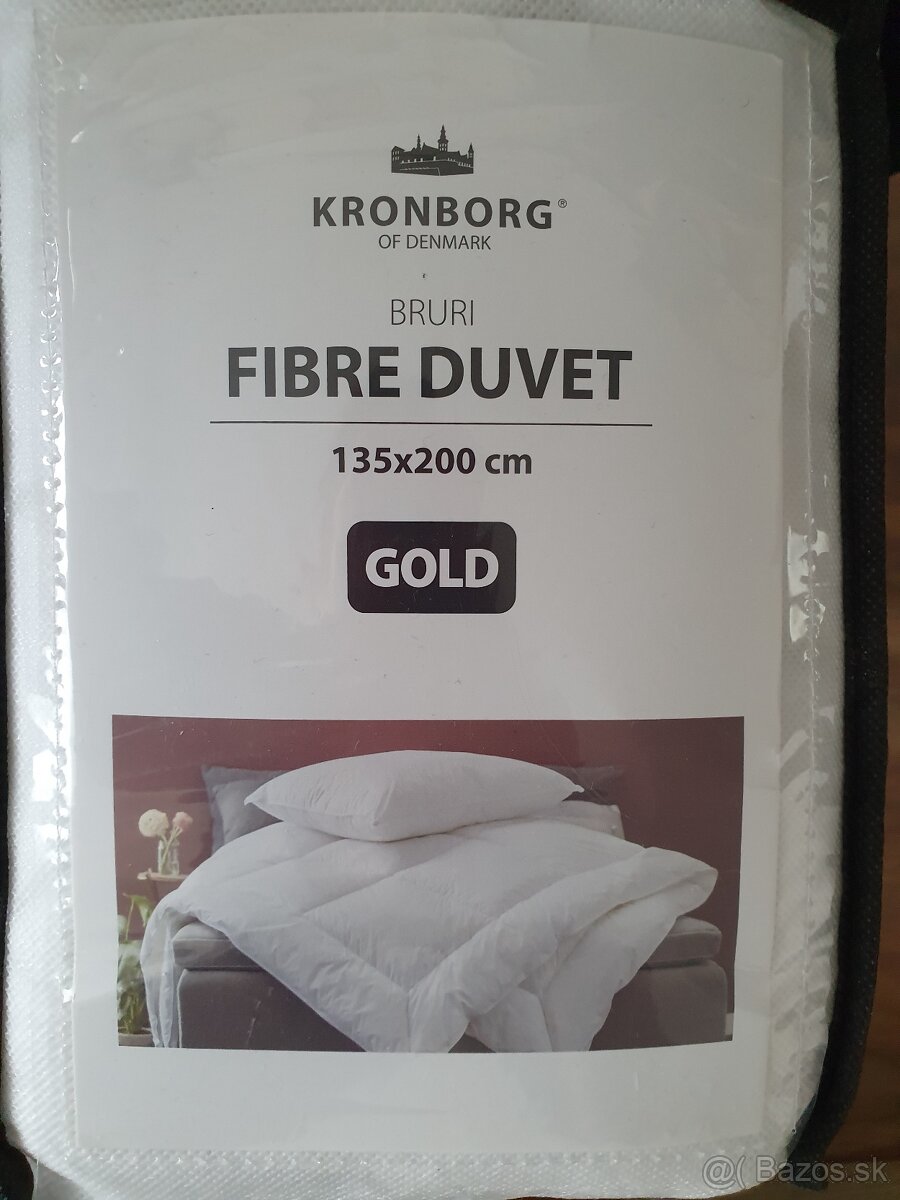 KRONBORG®
OF DENMARK
BRURI
FIBRE DUVET
135x200 cm
GOLD
@( Bazos.sk